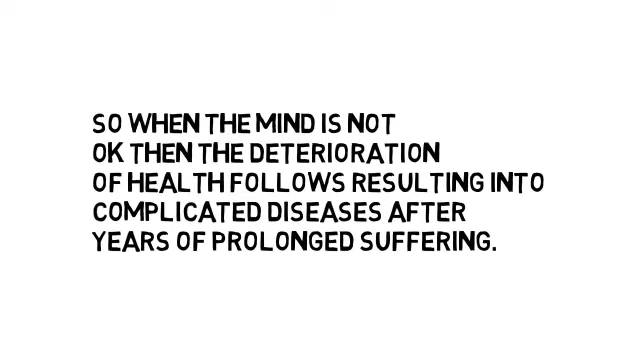 SO WHEN THE MIND IS NOT
OK THEN THE DETERIORATION
OF HEALTH FOLLOWS RESULTING INTO
COMPLICATED DISEASES AFTER
YEARS OF PROLONGED SUFFERING.